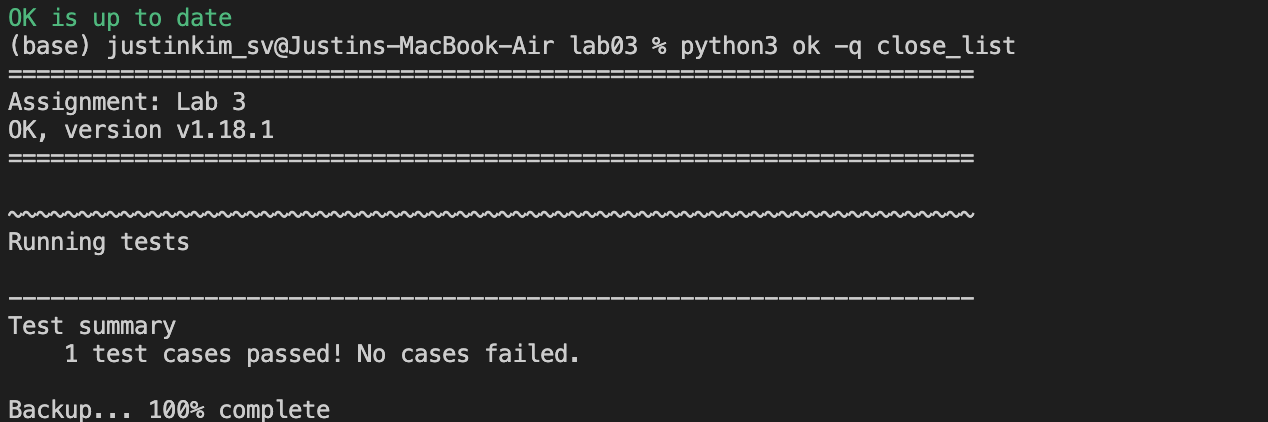 OK is up to date
(base) justinkim_sv@Justins-MacBook-Air lab03 % python3 ok -q close_list
=====================================================================
Assignment: Lab 3
OK, version v1.18.1
=====================================================================
~~~~~~~~~~~~~~~~~~~~~~~~~~~~~~~~~~~~~~~~~~~~~~~~~~~~~~~~~~~~~~~~~~~~~
Running tests
---------------------------------------------------------------------
Test summary
    1 test cases passed! No cases failed.
Backup... 100% complete